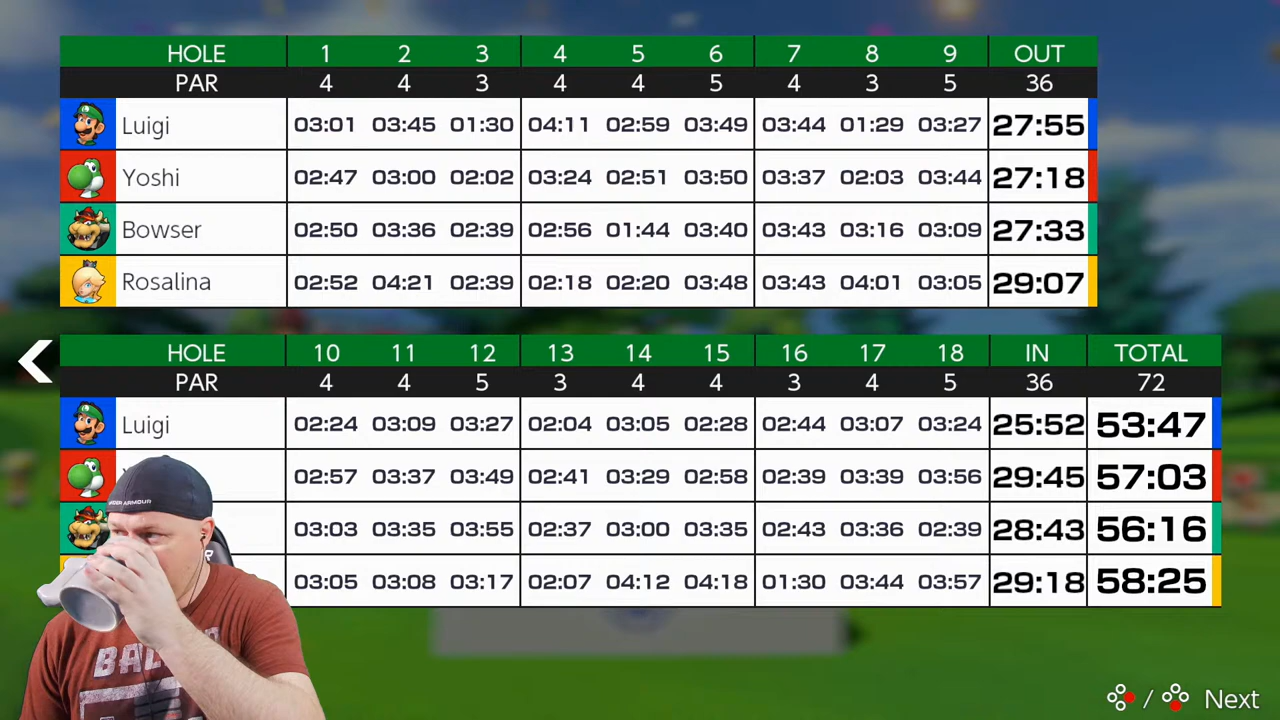 HOLE 1 2 3 4 5 6 7 8 9 OUT
PAR 4 4 3 4 4 5 4 3 5 36
Luigi 03:01 03:45 01:30 04:11 02:59 03:49 03:44 01:29 03:27 27:55
Yoshi 02:47 03:00 02:02 03:24 02:51 03:50 03:37 02:03 03:44 27:18
Bowser 02:50 03:36 02:39 02:56 01:44 03:40 03:43 03:16 03:09 27:33
Rosalina 02:52 04:21 02:39 02:18 02:20 03:48 03:43 04:01 03:05 29:07
HOLE 10 11 12 13 14 15 16 17 18 IN TOTAL
PAR 4 4 5 3 4 4 3 4 5 36 72
Luigi 02:24 03:09 03:27 02:04 03:05 02:28 02:44 03:07 03:24 25:52 53:47
02:57 03:37 03:49 02:41 03:29 02:58 02:39 03:39 03:56 29:45 57:03
03:03 03:35 03:55 02:37 03:00 03:35 02:43 03:36 02:39 28:43 56:16
03:05 03:08 03:17 02:07 04:12 04:18 01:30 03:44 03:57 29:18 58:25
/ Next